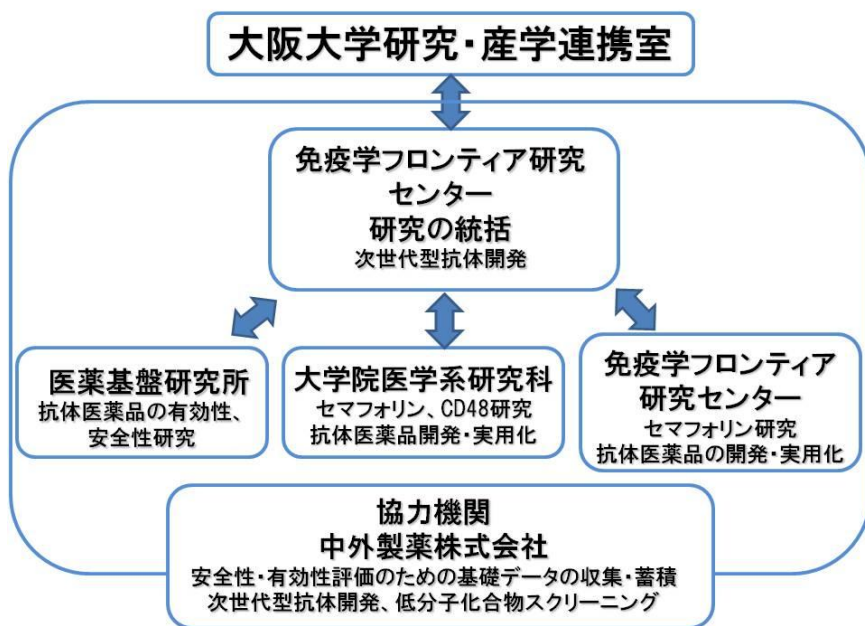 大阪大学研究・産学連携室
免疫学フロンティア研究
センター
研究の統括
次世代型抗体開発
医薬基盤研究所
抗体医薬品の有効性、
安全性研究
大学院医学系研究科
セマフォリン、CD48研究
抗体医薬品開発・実用化
免疫学フロンティア
研究センター
セマフォリン研究
抗体医薬品の開発・実用化
協力機関
中外製薬株式会社
安全性・有効性評価のための基礎データの収集・蓄積
次世代型抗体開発、低分子化合物スクリーニング